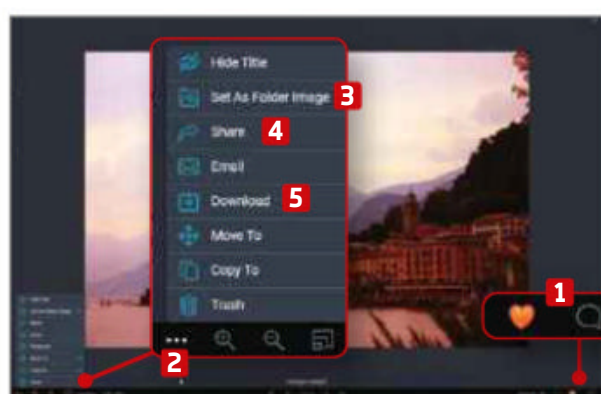 Hide Title
Set As Folder Image 3
Share 4
Email
Download 5
Move To
Copy To
Trash
1
2